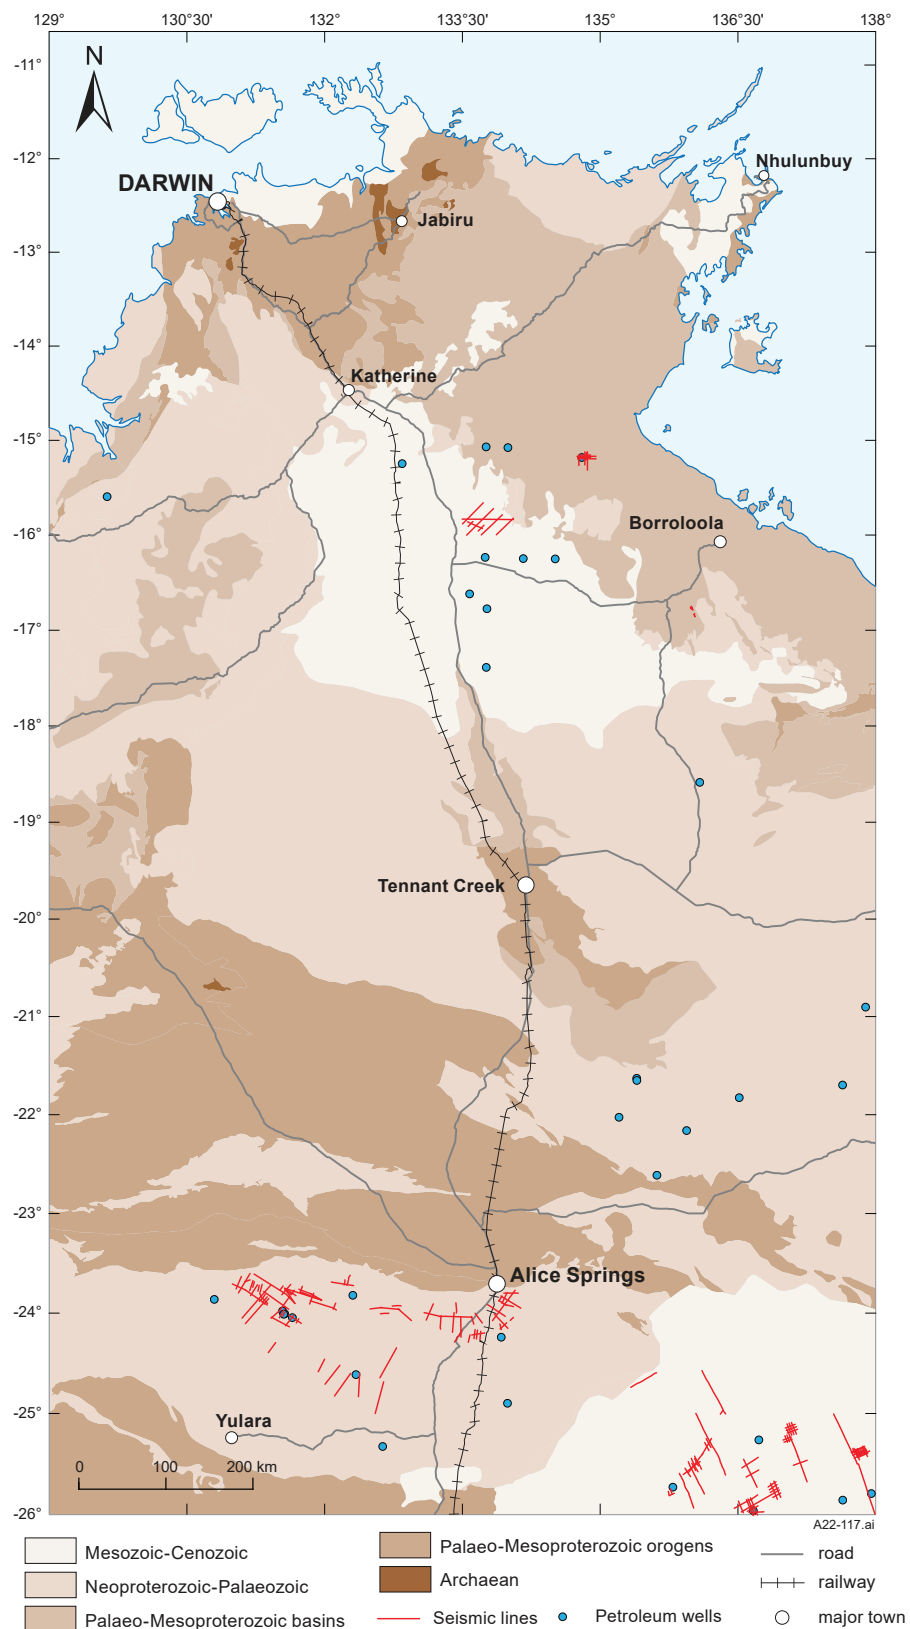 129° 130°30' 132° 133°30' 135° 136°30' 138°
-11°
N
-12°
Nhulunbuy
DARWIN
Jabiru
-13°
-14°
Katherine
-15°
Borroloola
-16°
-17°
-18°
-19°
Tennant Creek
-20°
-21°
-22°
-23°
Alice Springs
-24°
-25°
Yulara
0 100 200 km
-26°
A22-117.ai
Mesozoic-Cenozoic
Neoproterozoic-Palaeozoic
Palaeo-Mesoproterozoic basins
Palaeo-Mesoproterozoic orogens
Archaean
Seismic lines
Petroleum wells
road
railway
major town